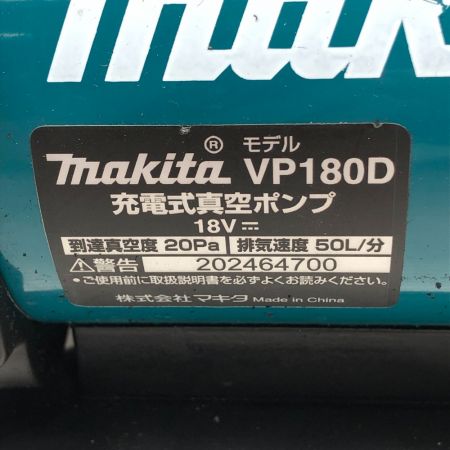 makita
makita® モデル VP180D
充電式真空ポンプ
18V⎓
到達真空度 20Pa 排気速度 50L/分
⚠警告 202464700
・ご使用前に取扱説明書を必ずよくお読みください。
株式会社マキタ Made in China